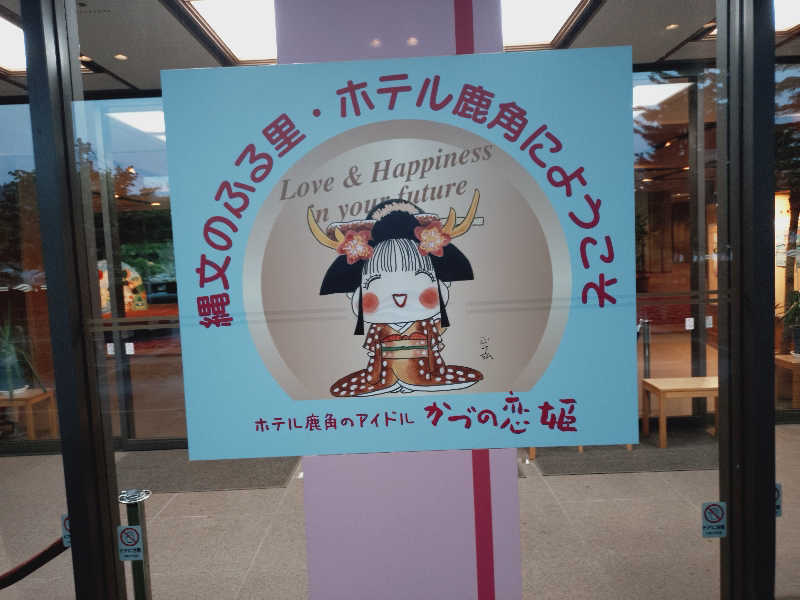 縄文のふる里・ホテル鹿角にようこそ
Love & Happiness
in your future
ホテル鹿角のアイドル かづの恋姫